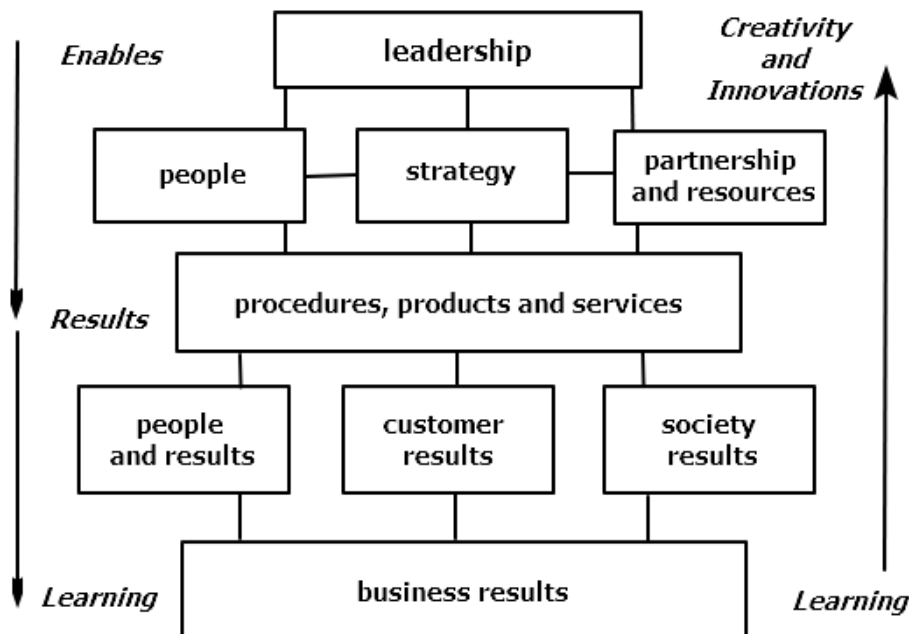 Enables
leadership
Creativity
and
Innovations
people
strategy
partnership
and resources
procedures, products and services
Results
people
and results
customer
results
society
results
business results
Learning
Learning